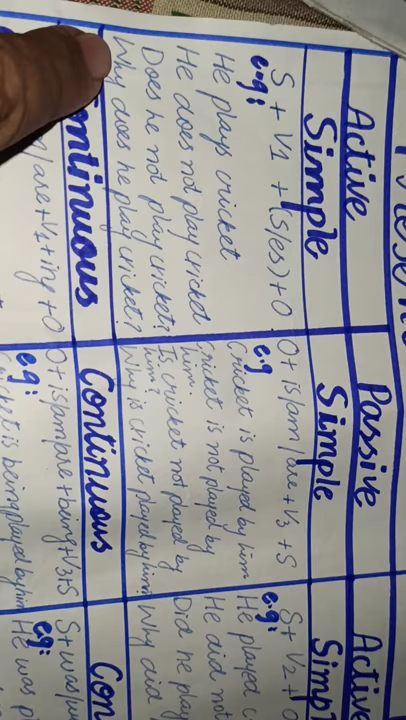 Present
Active
Simple
S + V1 + (s/es) + O
e.g:
He plays cricket
He does not play cricket
Does he not play cricket?
Why does he play cricket?
Continuous
/are + V1 + ing + O
Passive
Simple
O + is/am/are + V3 + S
e.g
Cricket is played by him
Cricket is not played by
him.
Is cricket not played by
him?
Why is cricket played by him?
Continuous
O + is/am/are + being + V3 + S
e.g:
Cricket is being played by him
Active
Simp
S + V2 + O
e.g:
He played c
He did not
Did he play
Why did
Con
S + was/
e.g:
He was p